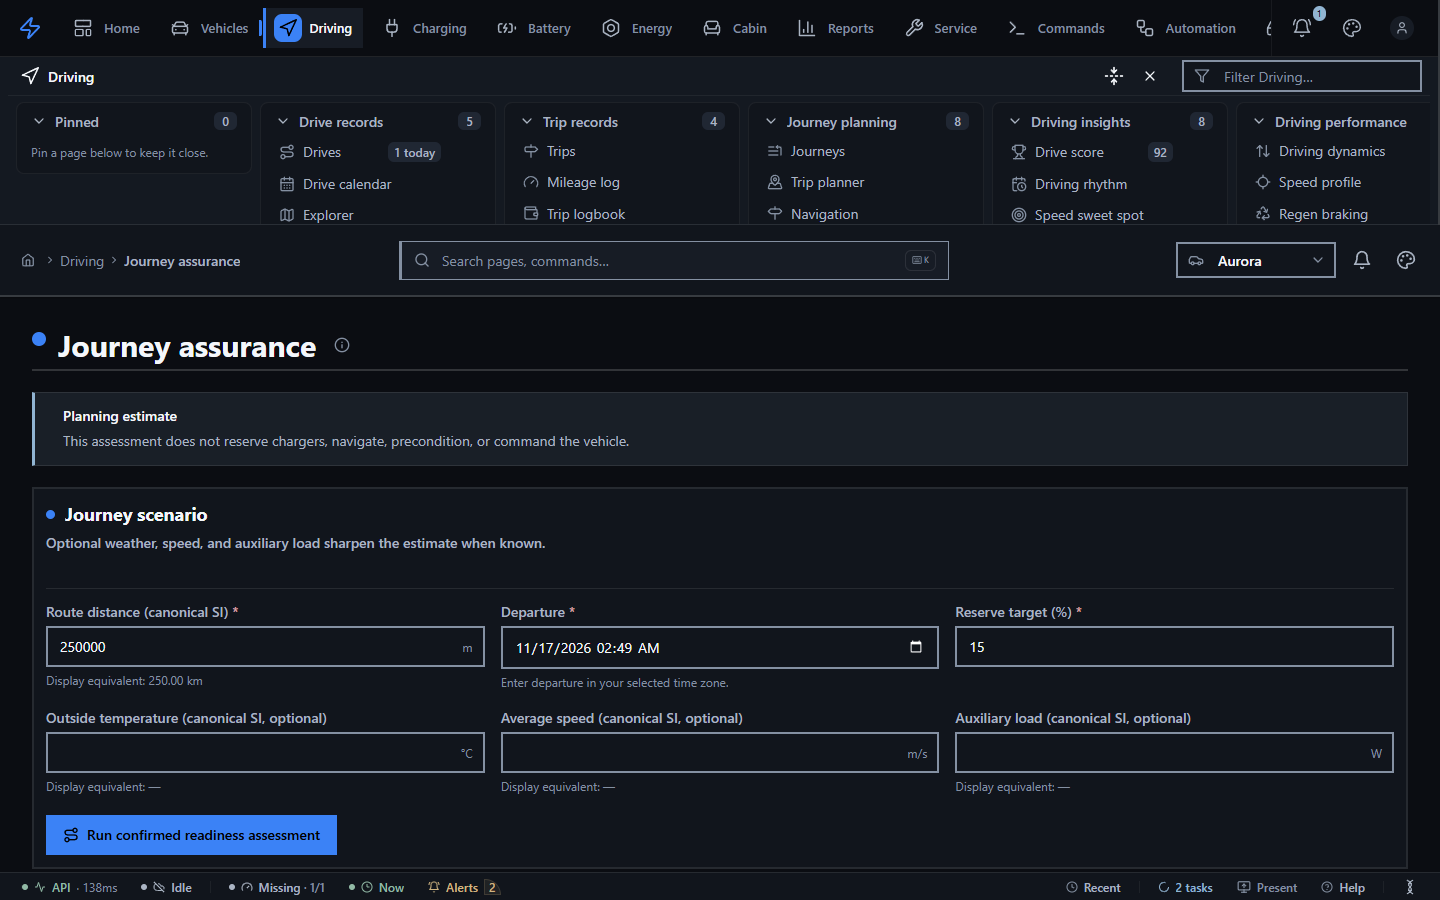 Home
Vehicles
Driving
Charging
Battery
Energy
Cabin
Reports
Service
Commands
Automation
1
Driving
Filter Driving...
Pinned 0
Pin a page below to keep it close.
Drive records 5
Drives 1 today
Drive calendar
Explorer
Trip records 4
Trips
Mileage log
Trip logbook
Journey planning 8
Journeys
Trip planner
Navigation
Driving insights 8
Drive score 92
Driving rhythm
Speed sweet spot
Driving performance
Driving dynamics
Speed profile
Regen braking
Driving > Journey assurance
Search pages, commands...
K
Aurora
Journey assurance
Planning estimate
This assessment does not reserve chargers, navigate, precondition, or command the vehicle.
Journey scenario
Optional weather, speed, and auxiliary load sharpen the estimate when known.
Route distance (canonical SI) *
250000 m
Display equivalent: 250.00 km
Departure *
11/17/2026 02:49 AM
Enter departure in your selected time zone.
Reserve target (%) *
15
Outside temperature (canonical SI, optional)
°C
Display equivalent: —
Average speed (canonical SI, optional)
m/s
Display equivalent: —
Auxiliary load (canonical SI, optional)
W
Display equivalent: —
Run confirmed readiness assessment
API · 138ms
Idle
Missing · 1/1
Now
Alerts 2
Recent
2 tasks
Present
Help